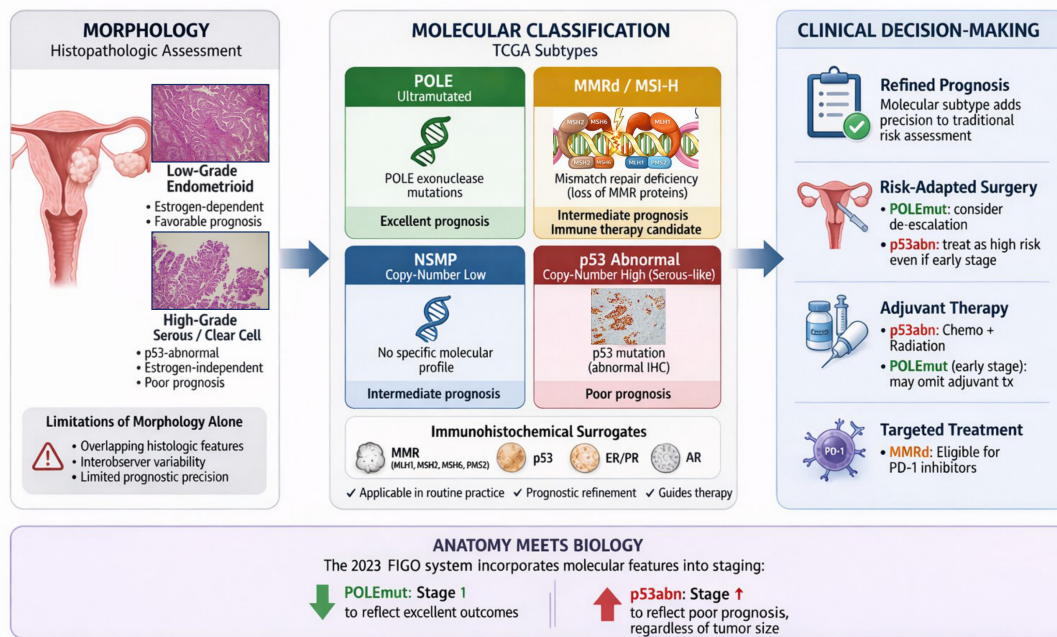 MORPHOLOGY
Histopathologic Assessment
Low-Grade
Endometrioid
• Estrogen-dependent
• Favorable prognosis
High-Grade
Serous / Clear Cell
• p53-abnormal
• Estrogen-independent
• Poor prognosis
Limitations of Morphology Alone
• Overlapping histologic features
• Interobserver variability
• Limited prognostic precision
MOLECULAR CLASSIFICATION
TCGA Subtypes
POLE
Ultramutated
POLE exonuclease
mutations
Excellent prognosis
MMRd / MSI-H
MSH2
MSH6
MLH1
MSH2
MSH6
MLH1
PMS2
Mismatch repair deficiency
(loss of MMR proteins)
Intermediate prognosis
Immune therapy candidate
NSMP
Copy-Number Low
No specific molecular
profile
Intermediate prognosis
p53 Abnormal
Copy-Number High (Serous-like)
p53 mutation
(abnormal IHC)
Poor prognosis
Immunohistochemical Surrogates
MMR
(MLH1, MSH2, MSH6, PMS2)
p53
ER/PR
AR
✓ Applicable in routine practice ✓ Prognostic refinement ✓ Guides therapy
CLINICAL DECISION-MAKING
Refined Prognosis
Molecular subtype adds
precision to traditional
risk assessment
Risk-Adapted Surgery
• POLEmut: consider
de-escalation
• p53abn: treat as high risk
even if early stage
Adjuvant Therapy
• p53abn: Chemo +
Radiation
• POLEmut (early stage):
may omit adjuvant tx
PD-1
Targeted Treatment
• MMRd: Eligible for
PD-1 inhibitors
ANATOMY MEETS BIOLOGY
The 2023 FIGO system incorporates molecular features into staging:
POLEmut: Stage 1
to reflect excellent outcomes
p53abn: Stage ↑
to reflect poor prognosis,
regardless of tumor size